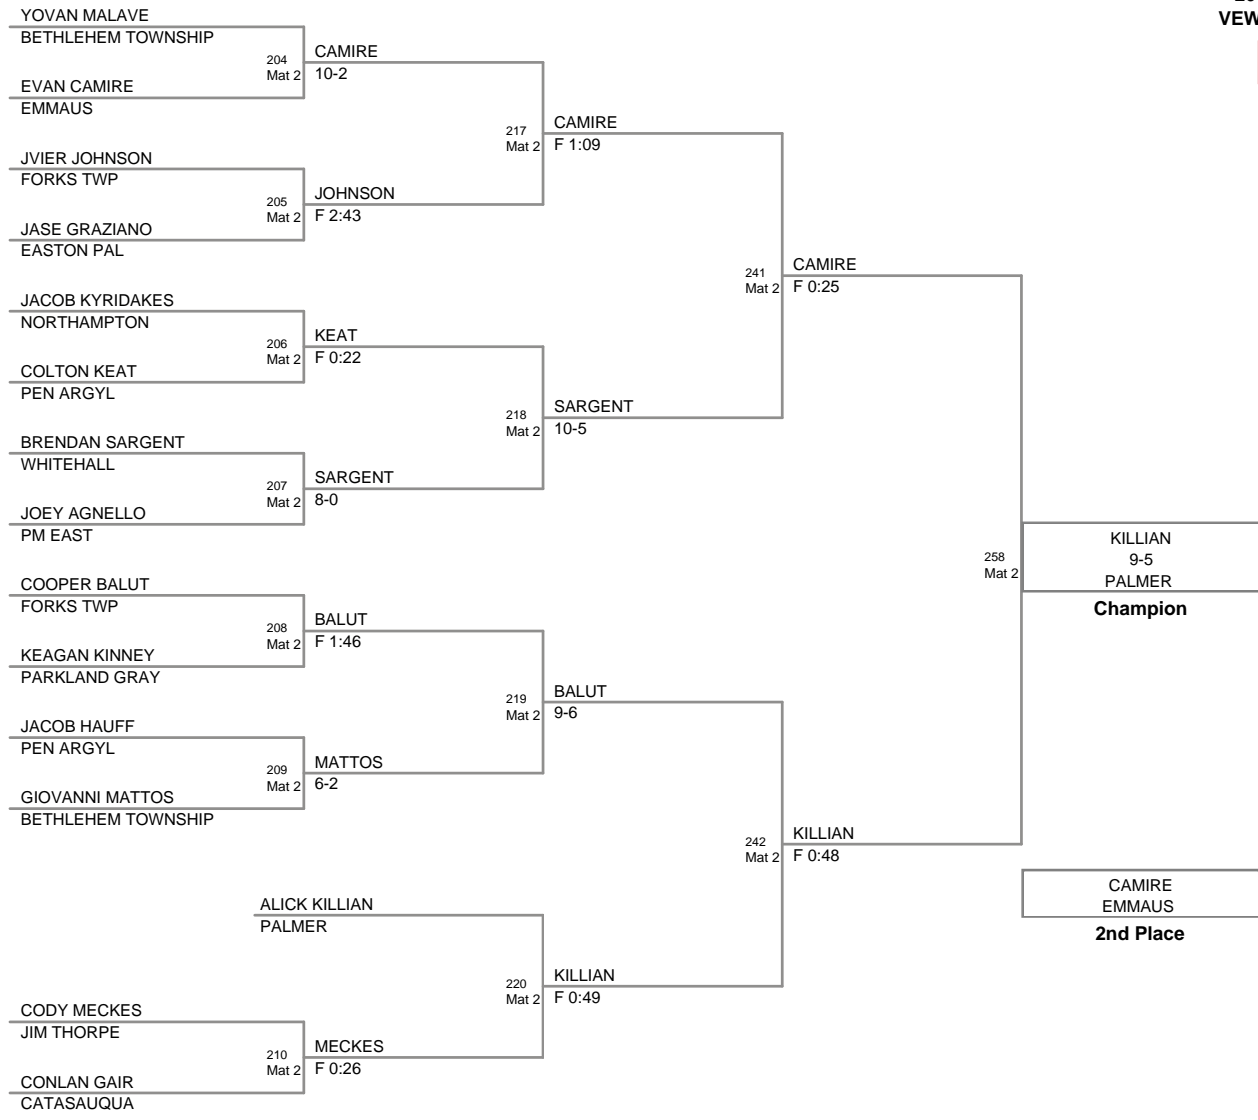 VEW
YOVAN MALAVE
BETHLEHEM TOWNSHIP
204
Mat 2
CAMIRE
10-2
EVAN CAMIRE
EMMAUS
217
Mat 2
CAMIRE
F 1:09
JVIER JOHNSON
FORKS TWP
205
Mat 2
JOHNSON
F 2:43
JASE GRAZIANO
EASTON PAL
241
Mat 2
CAMIRE
F 0:25
JACOB KYRIDAKES
NORTHAMPTON
206
Mat 2
KEAT
F 0:22
COLTON KEAT
PEN ARGYL
218
Mat 2
SARGENT
10-5
BRENDAN SARGENT
WHITEHALL
207
Mat 2
SARGENT
8-0
JOEY AGNELLO
PM EAST
258
Mat 2
KILLIAN
9-5
PALMER
Champion
COOPER BALUT
FORKS TWP
208
Mat 2
BALUT
F 1:46
KEAGAN KINNEY
PARKLAND GRAY
219
Mat 2
BALUT
9-6
JACOB HAUFF
PEN ARGYL
209
Mat 2
MATTOS
6-2
GIOVANNI MATTOS
BETHLEHEM TOWNSHIP
242
Mat 2
KILLIAN
F 0:48
CAMIRE
EMMAUS
2nd Place
ALICK KILLIAN
PALMER
220
Mat 2
KILLIAN
F 0:49
CODY MECKES
JIM THORPE
210
Mat 2
MECKES
F 0:26
CONLAN GAIR
CATASAUQUA